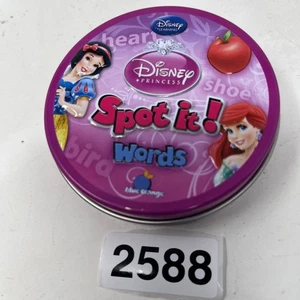 Disney
LEARNING
heart
Disney
PRINCESS
shoe
Spot it!
bird
Words
blue orange
2588